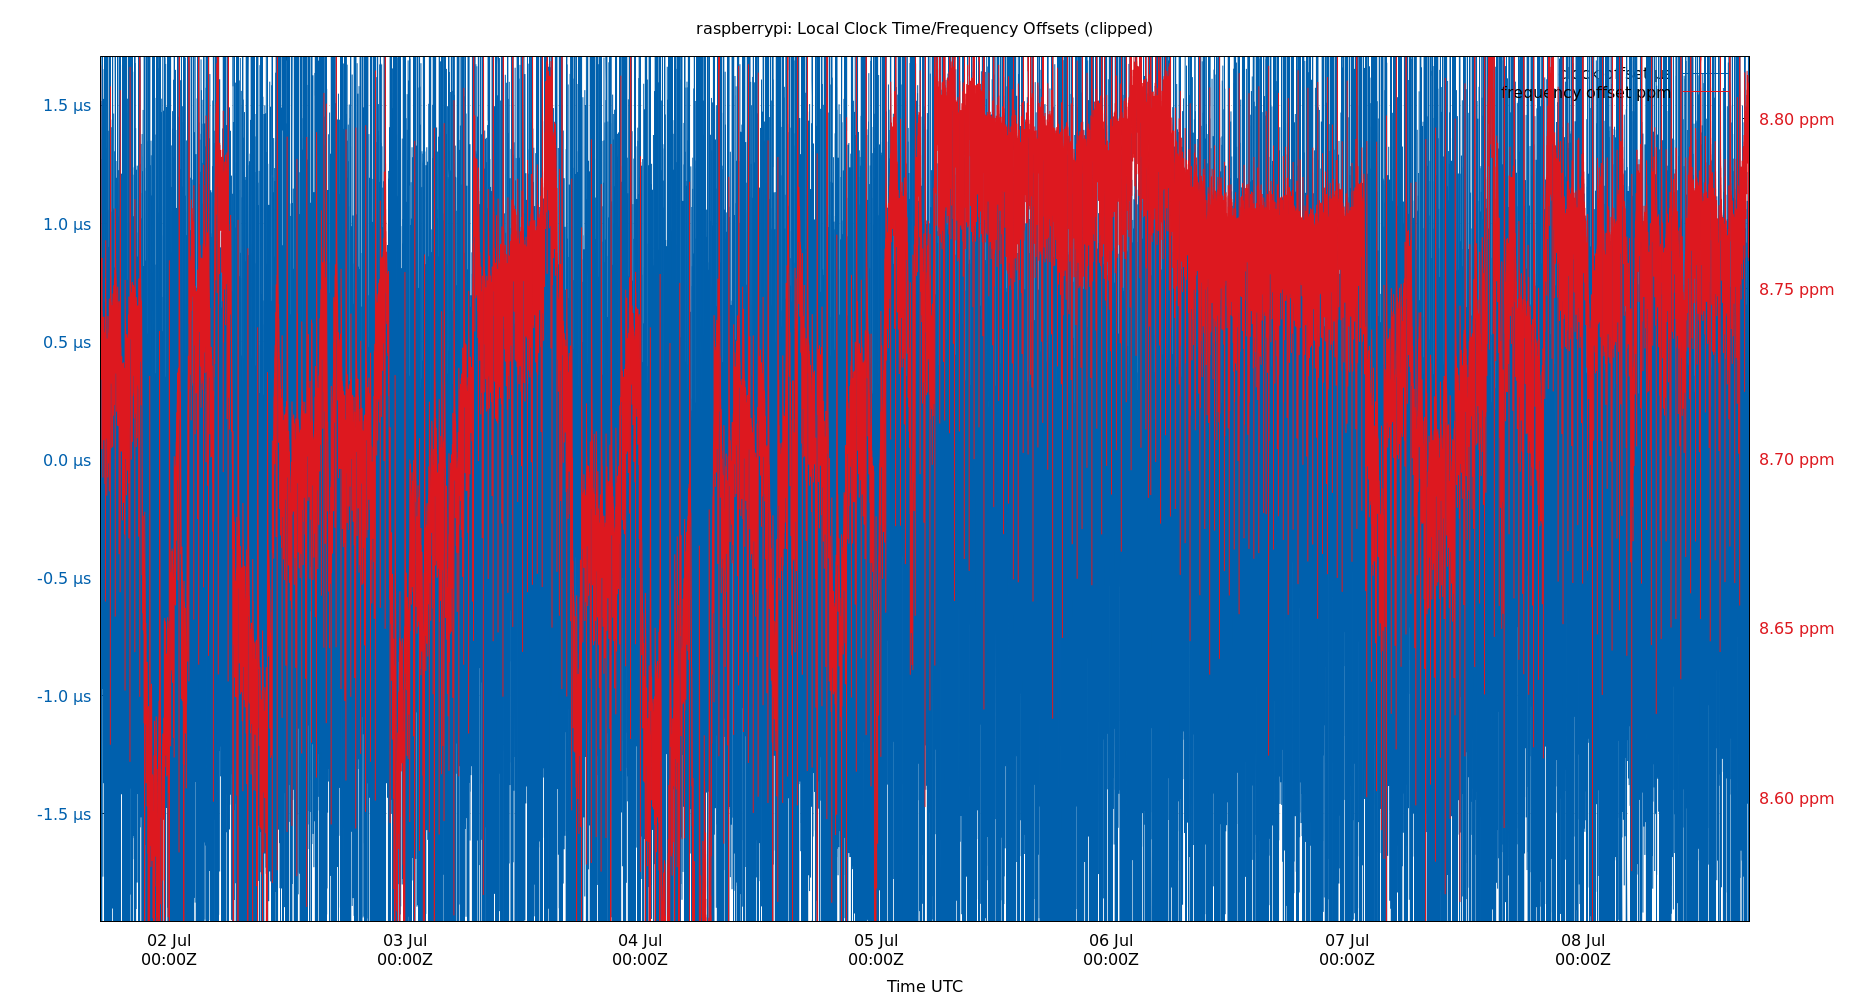 raspberrypi: Local Clock Time/Frequency Offsets (clipped)
clock offset µs
frequency offset ppm
1.5 µs
1.0 µs
0.5 µs
0.0 µs
-0.5 µs
-1.0 µs
-1.5 µs
8.80 ppm
8.75 ppm
8.70 ppm
8.65 ppm
8.60 ppm
02 Jul
00:00Z
03 Jul
00:00Z
04 Jul
00:00Z
05 Jul
00:00Z
06 Jul
00:00Z
07 Jul
00:00Z
08 Jul
00:00Z
Time UTC